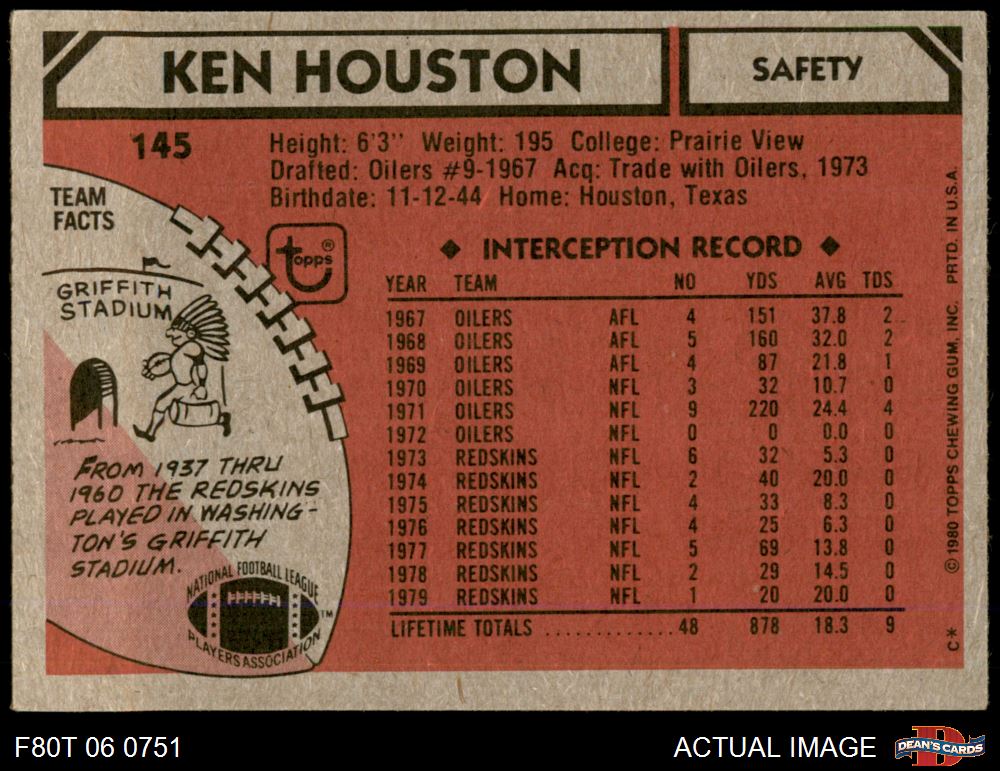 KEN HOUSTON
SAFETY
145
Height: 6'3" Weight: 195 College: Prairie View
Drafted: Oilers #9-1967 Acq: Trade with Oilers, 1973
Birthdate: 11-12-44 Home: Houston, Texas
TEAM
FACTS
topps ®
GRIFFITH
STADIUM
FROM 1937 THRU
1960 THE REDSKINS
PLAYED IN WASHING-
TON'S GRIFFITH
STADIUM.
NATIONAL FOOTBALL LEAGUE
PLAYERS ASSOCIATION
TM
◆ INTERCEPTION RECORD ◆
YEAR TEAM NO YDS AVG TDS
1967 OILERS AFL 4 151 37.8 2
1968 OILERS AFL 5 160 32.0 2
1969 OILERS AFL 4 87 21.8 1
1970 OILERS NFL 3 32 10.7 0
1971 OILERS NFL 9 220 24.4 4
1972 OILERS NFL 0 0 0.0 0
1973 REDSKINS NFL 6 32 5.3 0
1974 REDSKINS NFL 2 40 20.0 0
1975 REDSKINS NFL 4 33 8.3 0
1976 REDSKINS NFL 4 25 6.3 0
1977 REDSKINS NFL 5 69 13.8 0
1978 REDSKINS NFL 2 29 14.5 0
1979 REDSKINS NFL 1 20 20.0 0
LIFETIME TOTALS .............48 878 18.3 9
C* © 1980 TOPPS CHEWING GUM, INC. PRTD. IN U.S.A.
F80T 06 0751
ACTUAL IMAGE
D
DEAN'S CARDS